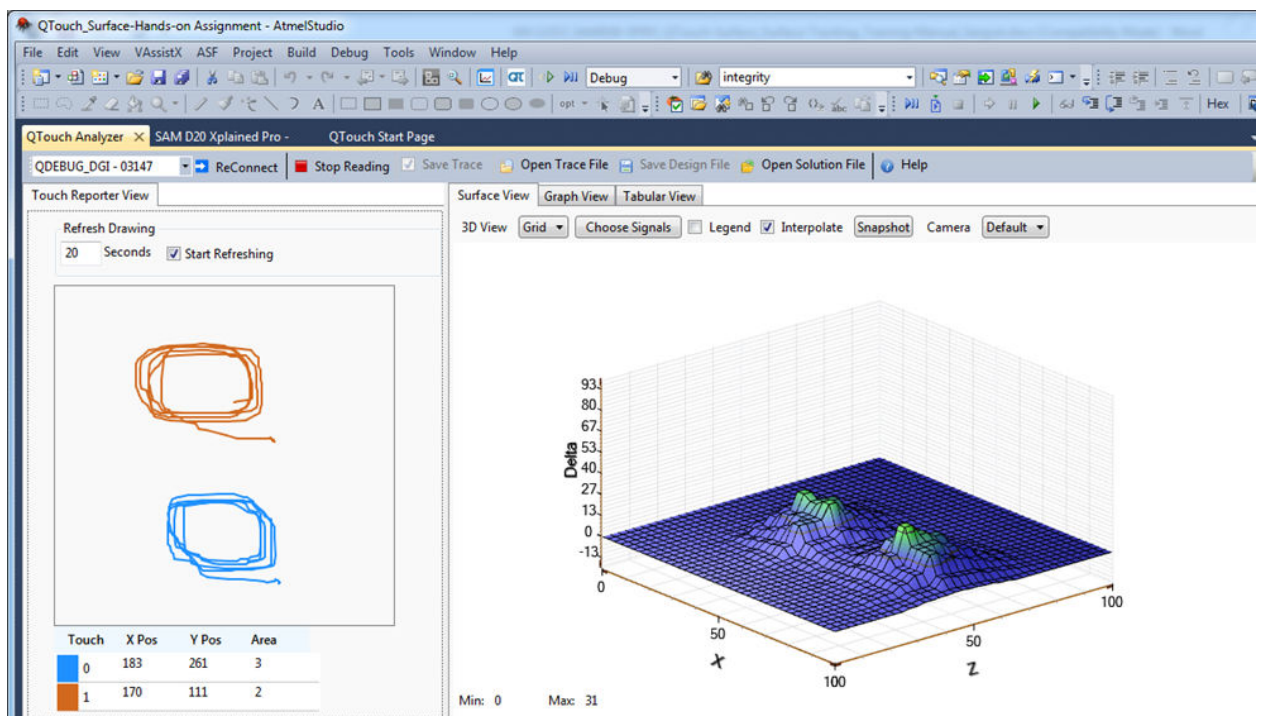 QTouch_Surface-Hands-on Assignment - AtmelStudio
File Edit View VAssistX ASF Project Build Debug Tools Window Help
Debug integrity
A opt Hex
QTouch Analyzer SAM D20 Xplained Pro - QTouch Start Page
QDEBUG_DGI - 03147 ReConnect Stop Reading Save Trace Open Trace File Save Design File Open Solution File Help
Touch Reporter View
Refresh Drawing
20 Seconds Start Refreshing
Touch X Pos Y Pos Area
0 183 261 3
1 170 111 2
Surface View Graph View Tabular View
3D View Grid Choose Signals Legend Interpolate Snapshot Camera Default
93
80
67
53
40
27
13
0
-13
Delta
0
50
100
X
50
100
Z
Min: 0 Max: 31